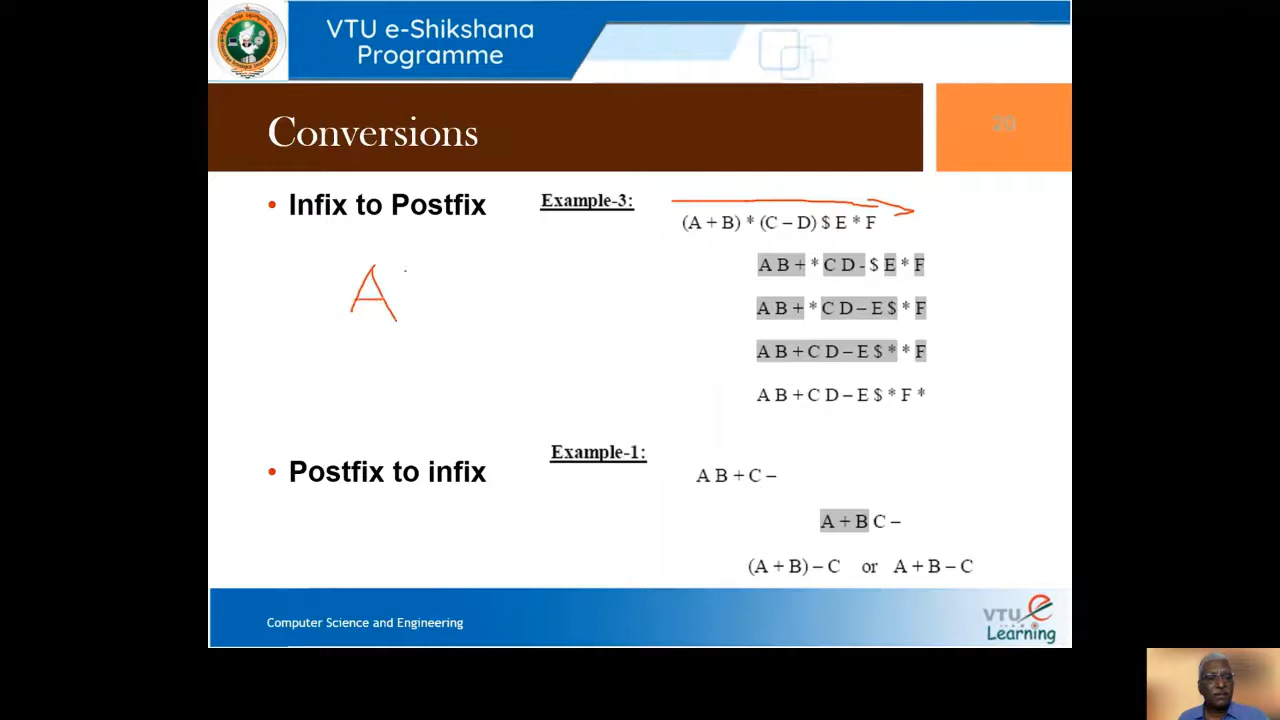 VTU e-Shikshana
Programme
Conversions
20
• Infix to Postfix
Example-3:
(A + B) * (C – D) $ E * F
A B + * C D - $ E * F
A B + * C D – E $ * F
A B + C D – E $ * * F
A B + C D – E $ * F *
A
• Postfix to infix
Example-1:
A B + C –
A + B C –
(A + B) – C or A + B – C
Computer Science and Engineering
VTU e
Learning